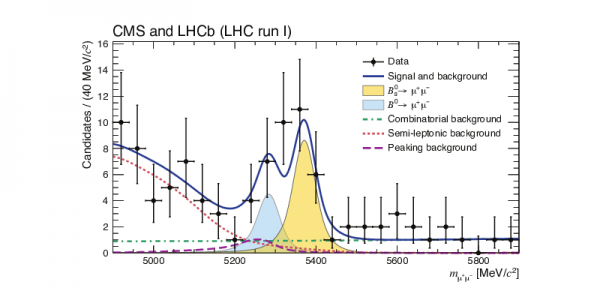 CMS and LHCb (LHC run I)
Candidates / (40 MeV/c²)
16
14
12
10
8
6
4
2
0
Data
Signal and background
B⁰ₛ→ μ⁺μ⁻
B⁰→ μ⁺μ⁻
Combinatorial background
Semi-leptonic background
Peaking background
5000 5200 5400 5600 5800
m_μ⁺μ⁻ [MeV/c²]